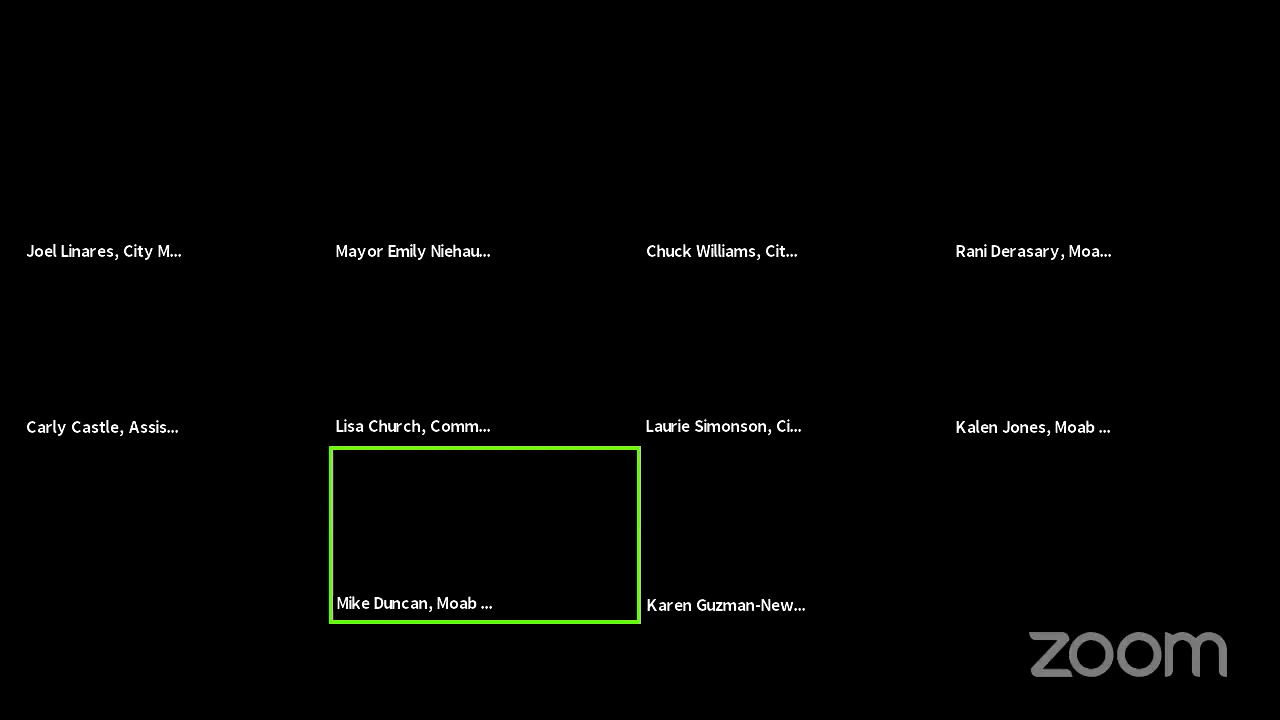 Joel Linares, City M...
Mayor Emily Niehau...
Chuck Williams, Cit...
Rani Derasary, Moa...
Carly Castle, Assis...
Lisa Church, Comm...
Laurie Simonson, Ci...
Kalen Jones, Moab ...
Mike Duncan, Moab ...
Karen Guzman-New...
zoom